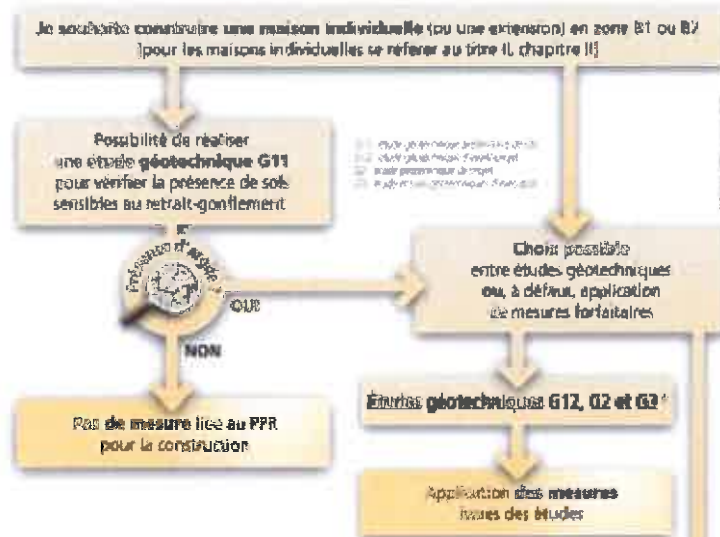 Je souhaite construire une maison individuelle (ou une extension) en zone B1 ou B2
(pour les maisons individuelles se référer au titre II, chapitre II)
Possibilité de réaliser
une étude géotechnique G11
pour vérifier la présence de sols
sensibles au retrait-gonflement
Présence d'argile ?
OUI
NON
Pas de mesure liée au PPR
pour la construction
Choix possible
entre études géotechniques
ou, à défaut, application
de mesures forfaitaires
Études géotechniques G12, G2 et G3*
Application des mesures
issues des études